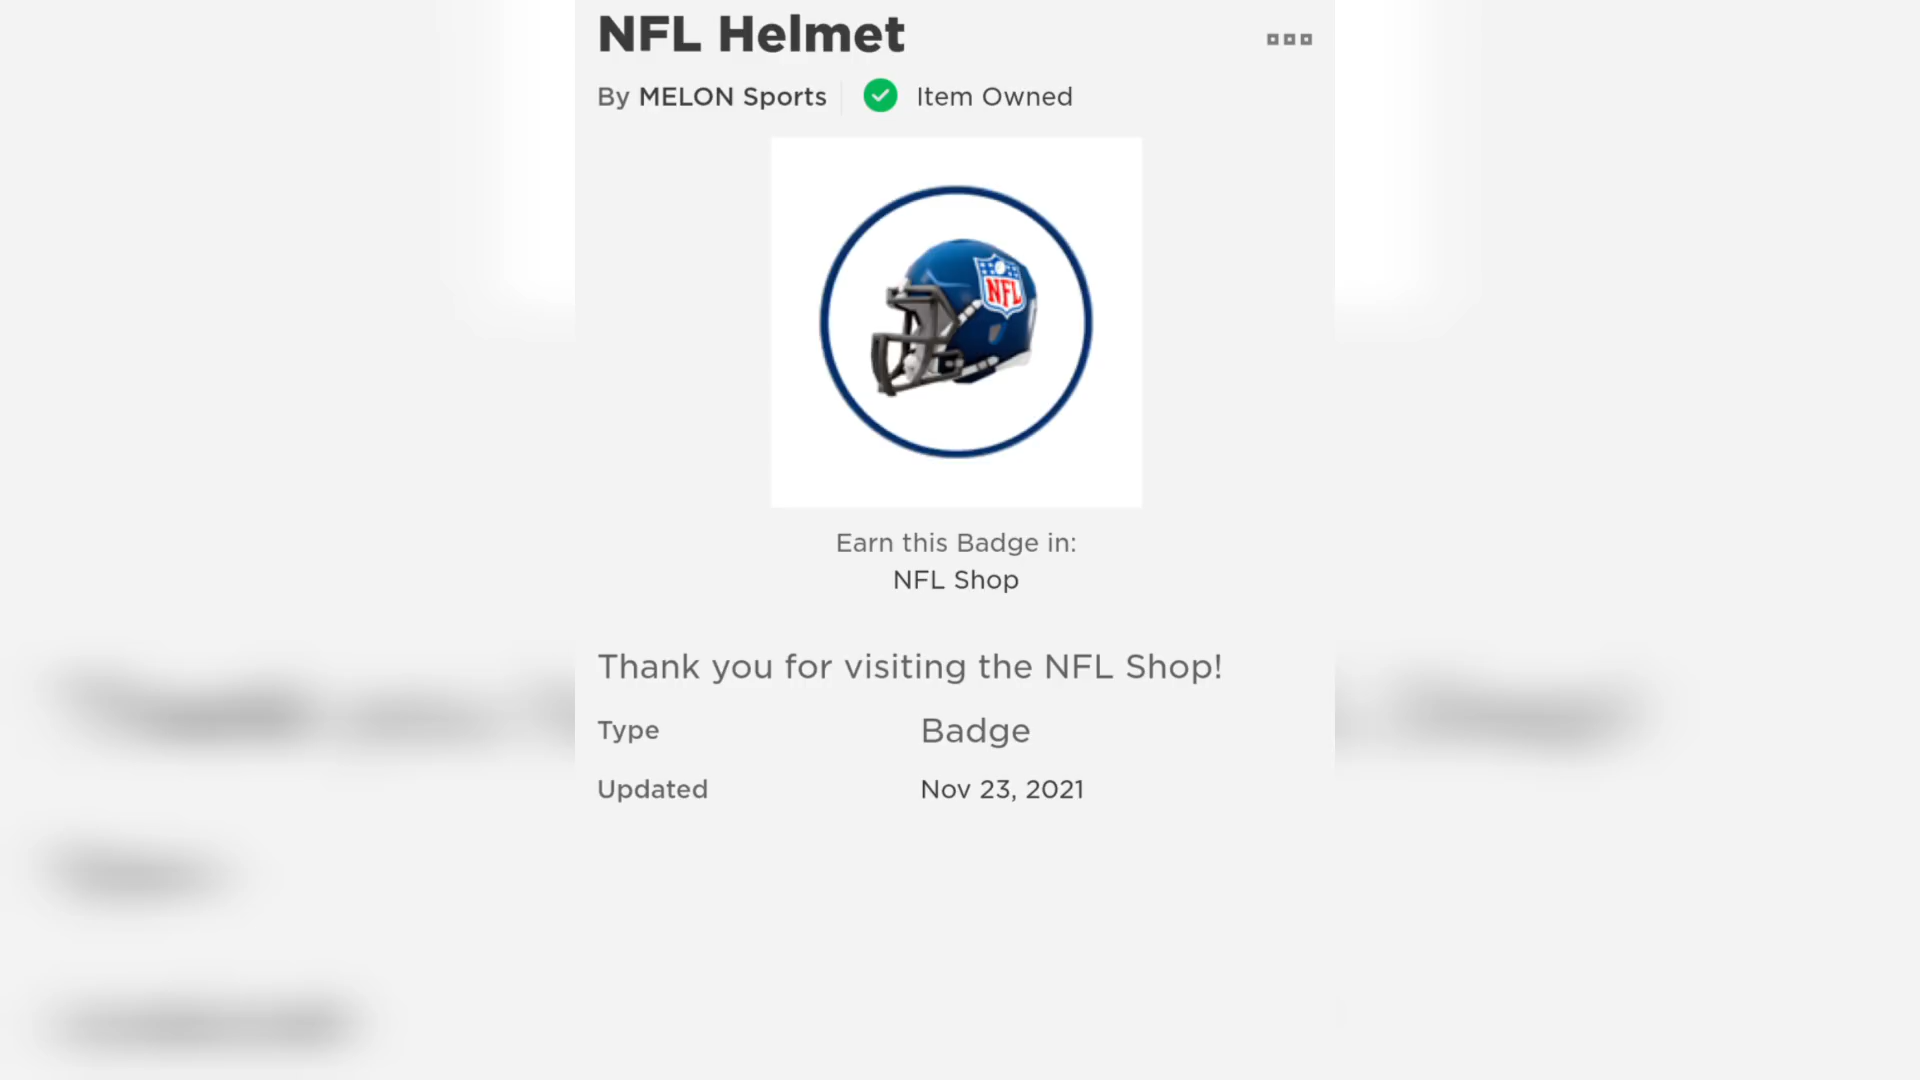 NFL Helmet
By MELON Sports Item Owned
NFL
Earn this Badge in:
NFL Shop
Thank you for visiting the NFL Shop!
Type Badge
Updated Nov 23, 2021